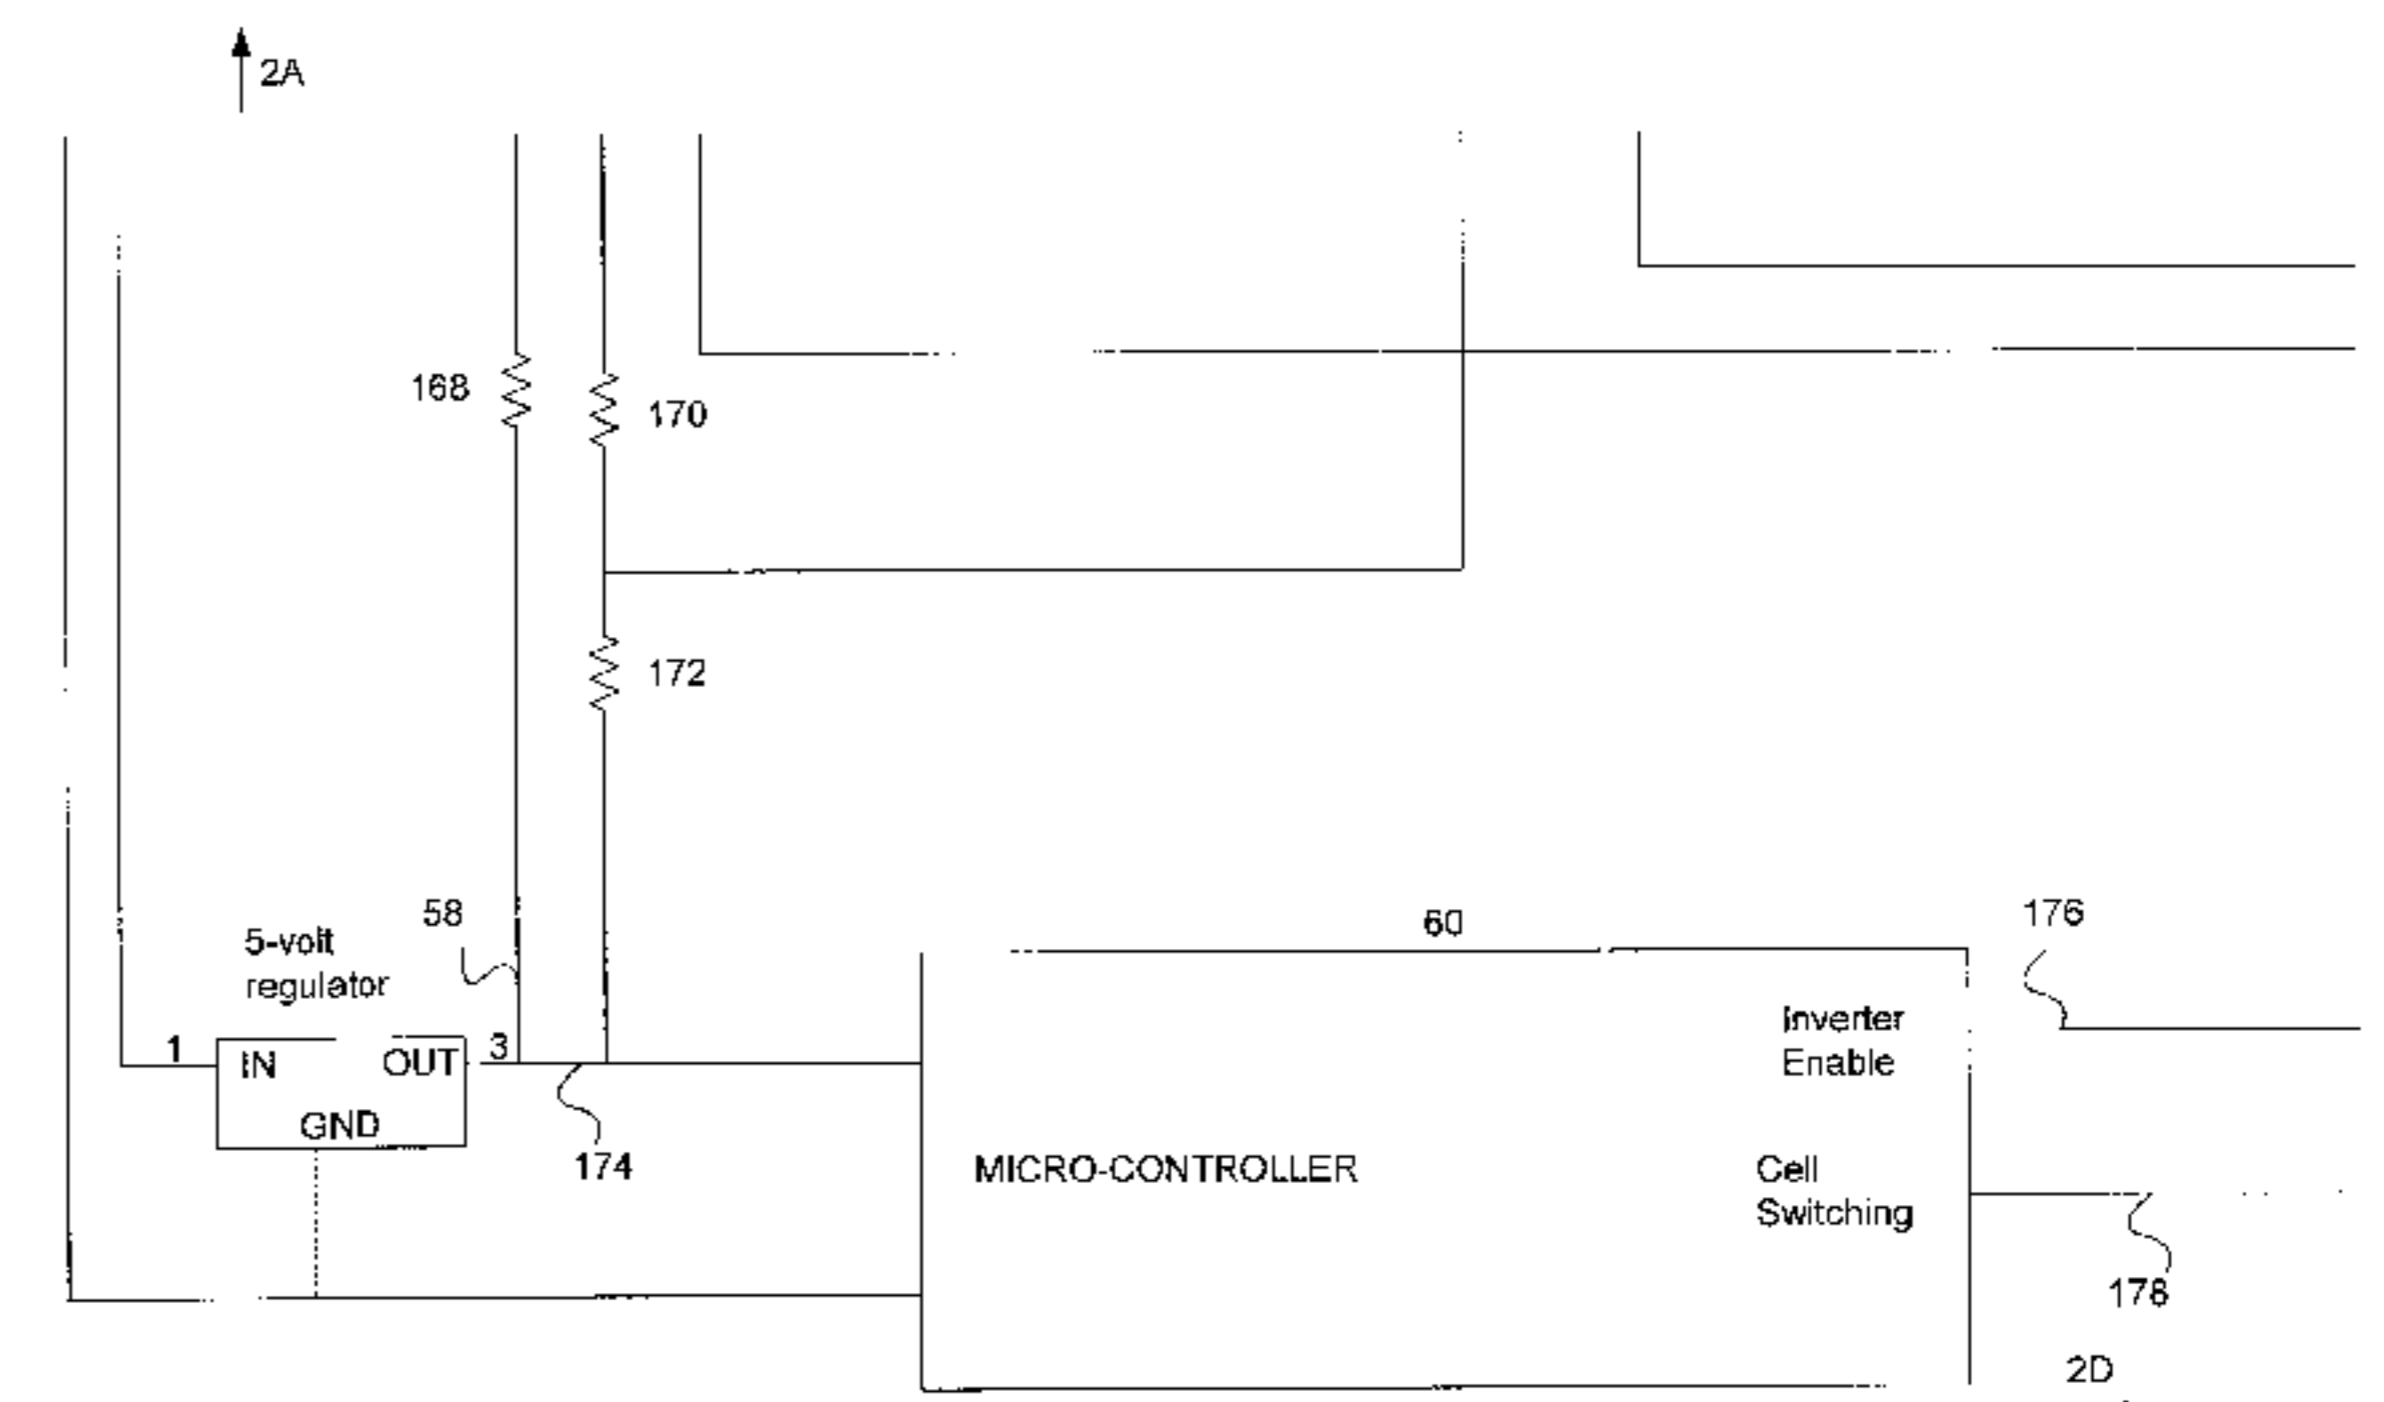 2A
168
170
172
58
60
176
5-volt
regulator
1
IN
OUT
3
GND
174
Inverter
Enable
MICRO-CONTROLLER
Cell
Switching
178
2D